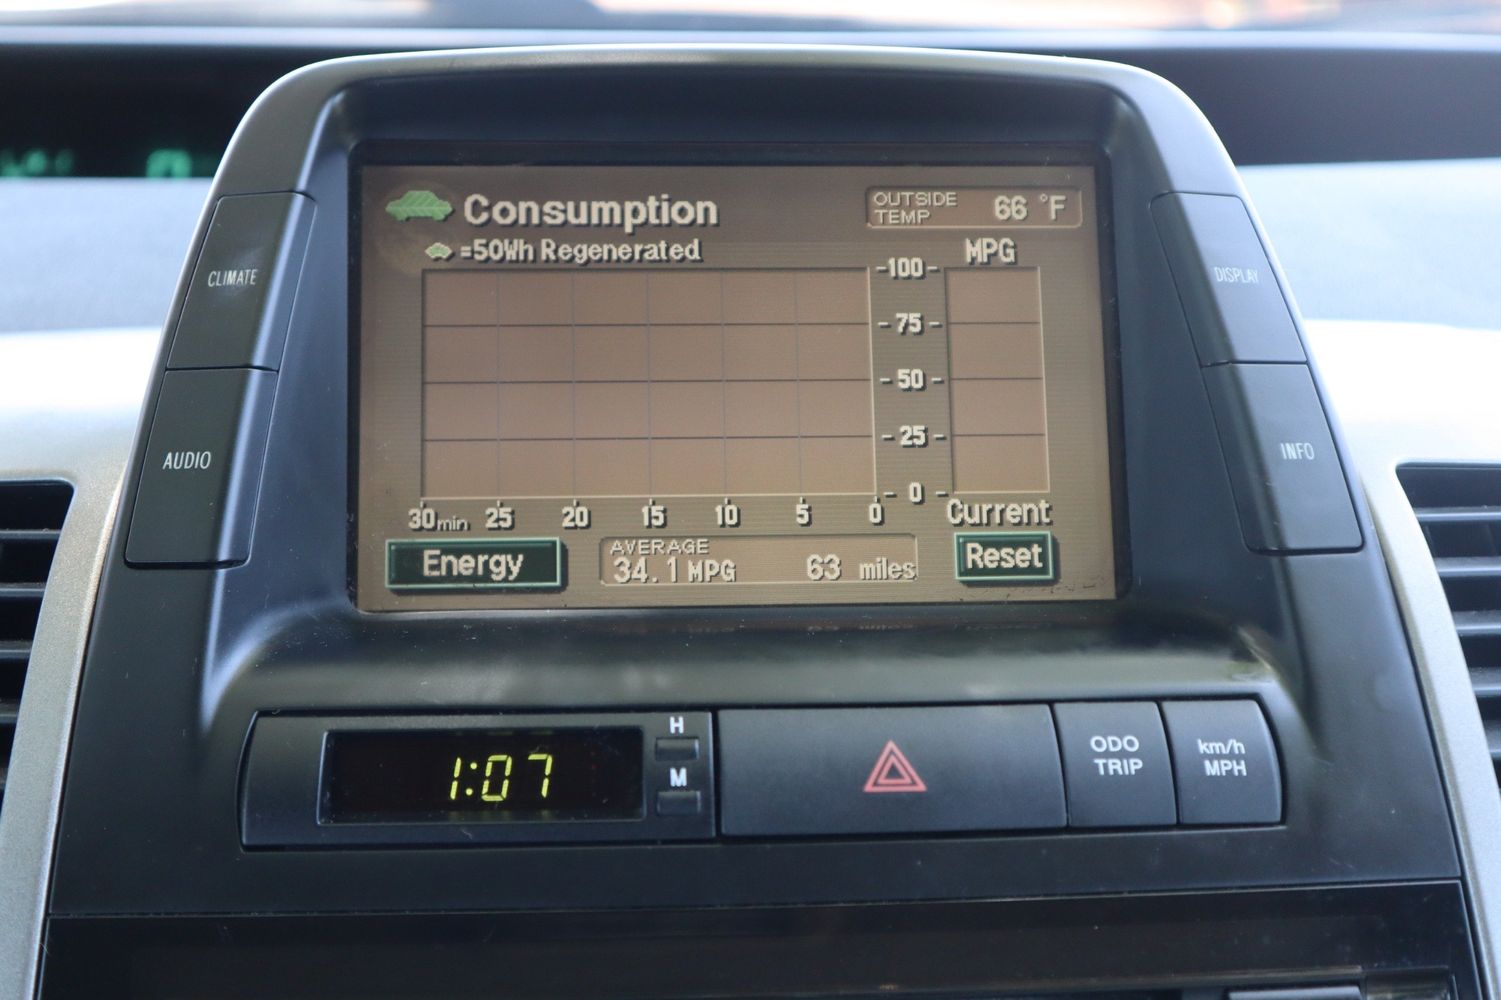 Consumption
OUTSIDE
TEMP
66 °F
=50Wh Regenerated
MPG
100
75
50
25
0
30min 25 20 15 10 5 0
Current
Energy
AVERAGE
34.1 MPG 63 miles
Reset
CLIMATE
AUDIO
DISPLAY
INFO
1:07
H
M
ODO
TRIP
km/h
MPH